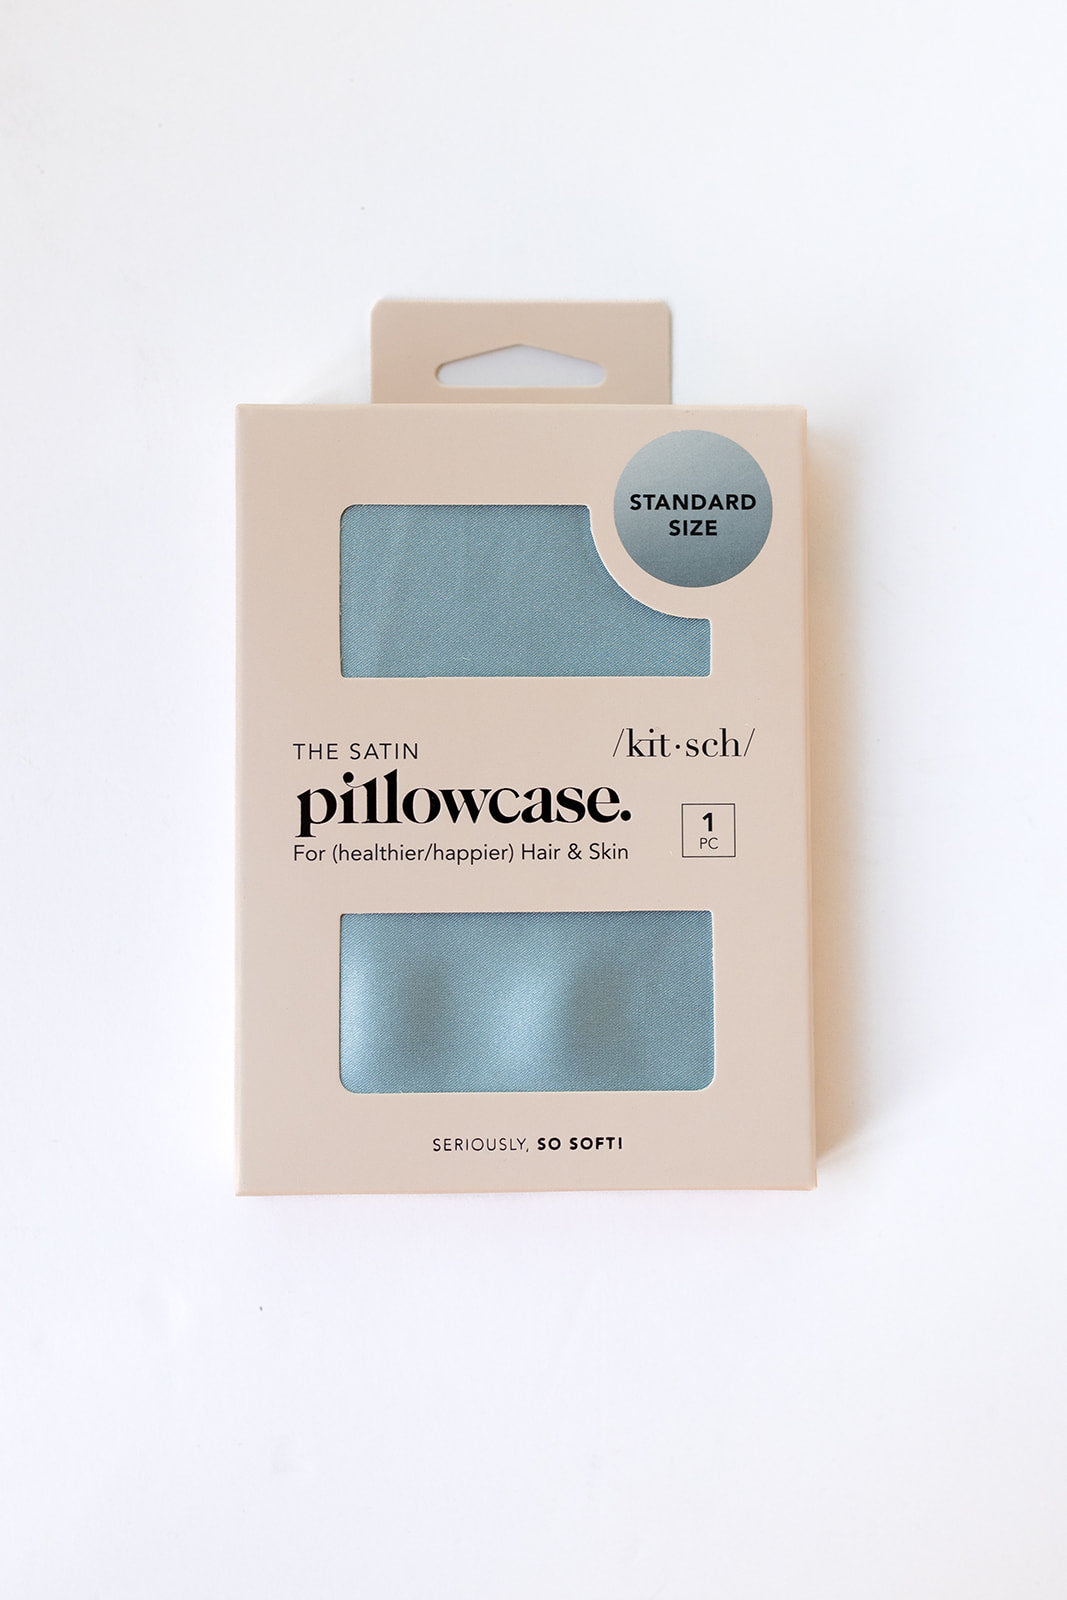 STANDARD
SIZE
THE SATIN
/kit·sch/
pillowcase.
1
PC
For (healthier/happier) Hair & Skin
SERIOUSLY, SO SOFT!